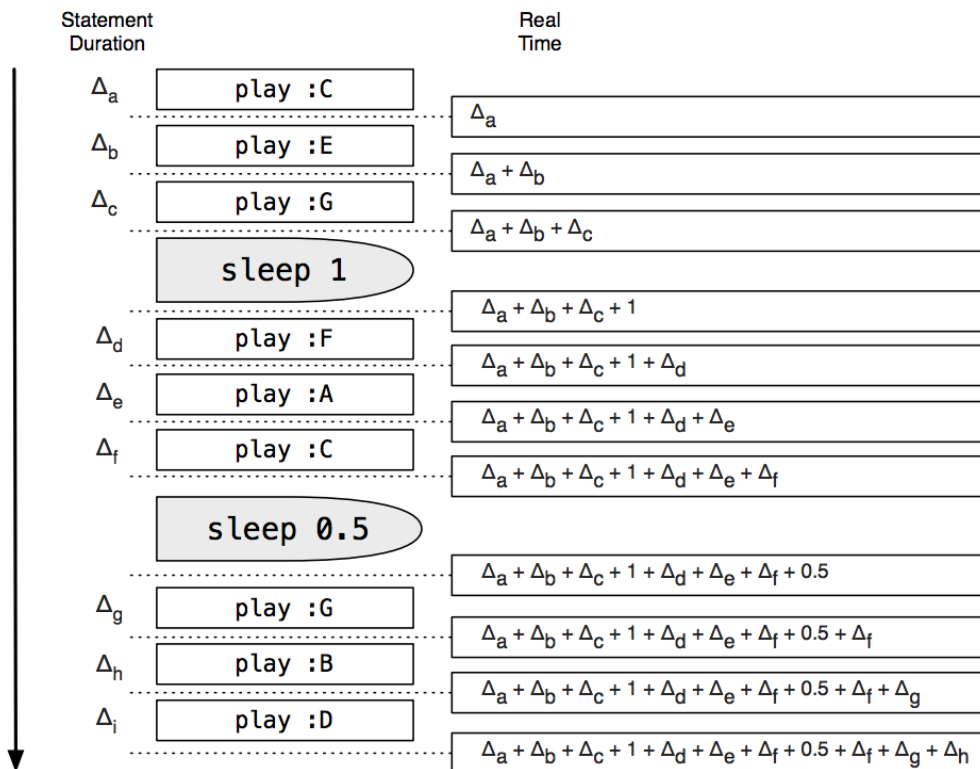 Statement
Duration
Real
Time
Δa play :C
Δa
Δb play :E
Δa + Δb
Δc play :G
Δa + Δb + Δc
sleep 1
Δa + Δb + Δc + 1
Δd play :F
Δa + Δb + Δc + 1 + Δd
Δe play :A
Δa + Δb + Δc + 1 + Δd + Δe
Δf play :C
Δa + Δb + Δc + 1 + Δd + Δe + Δf
sleep 0.5
Δa + Δb + Δc + 1 + Δd + Δe + Δf + 0.5
Δg play :G
Δa + Δb + Δc + 1 + Δd + Δe + Δf + 0.5 + Δf
Δh play :B
Δa + Δb + Δc + 1 + Δd + Δe + Δf + 0.5 + Δf + Δg
Δi play :D
Δa + Δb + Δc + 1 + Δd + Δe + Δf + 0.5 + Δf + Δg + Δh